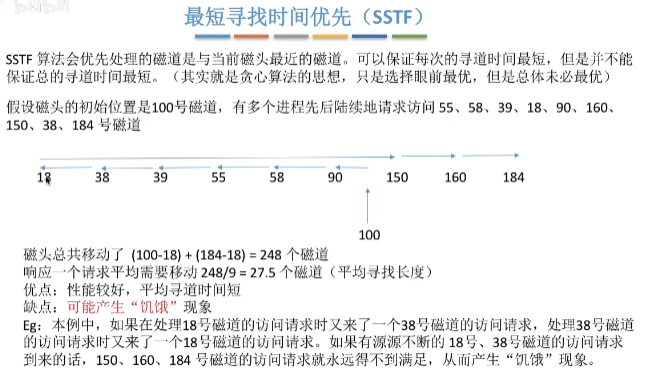 最短寻找时间优先（SSTF）
SSTF 算法会优先处理的磁道是与当前磁头最近的磁道。可以保证每次的寻道时间最短，但是并不能
保证总的寻道时间最短。（其实就是贪心算法的思想，只是选择眼前最优，但是总体未必最优）
假设磁头的初始位置是100号磁道，有多个进程先后陆续地请求访问 55、58、39、18、90、160、
150、38、184 号磁道
18 38 39 55 58 90 150 160 184
100
磁头总共移动了 (100-18) + (184-18) = 248 个磁道
响应一个请求平均需要移动 248/9 = 27.5 个磁道（平均寻找长度）
优点：性能较好，平均寻道时间短
缺点：可能产生“饥饿”现象
Eg：本例中，如果在处理18号磁道的访问请求时又来了一个38号磁道的访问请求，处理38号磁道
的访问请求时又来了一个18号磁道的访问请求。如果有源源不断的 18号、38号磁道的访问请求
到来的话，150、160、184 号磁道的访问请求就永远得不到满足，从而产生“饥饿”现象。